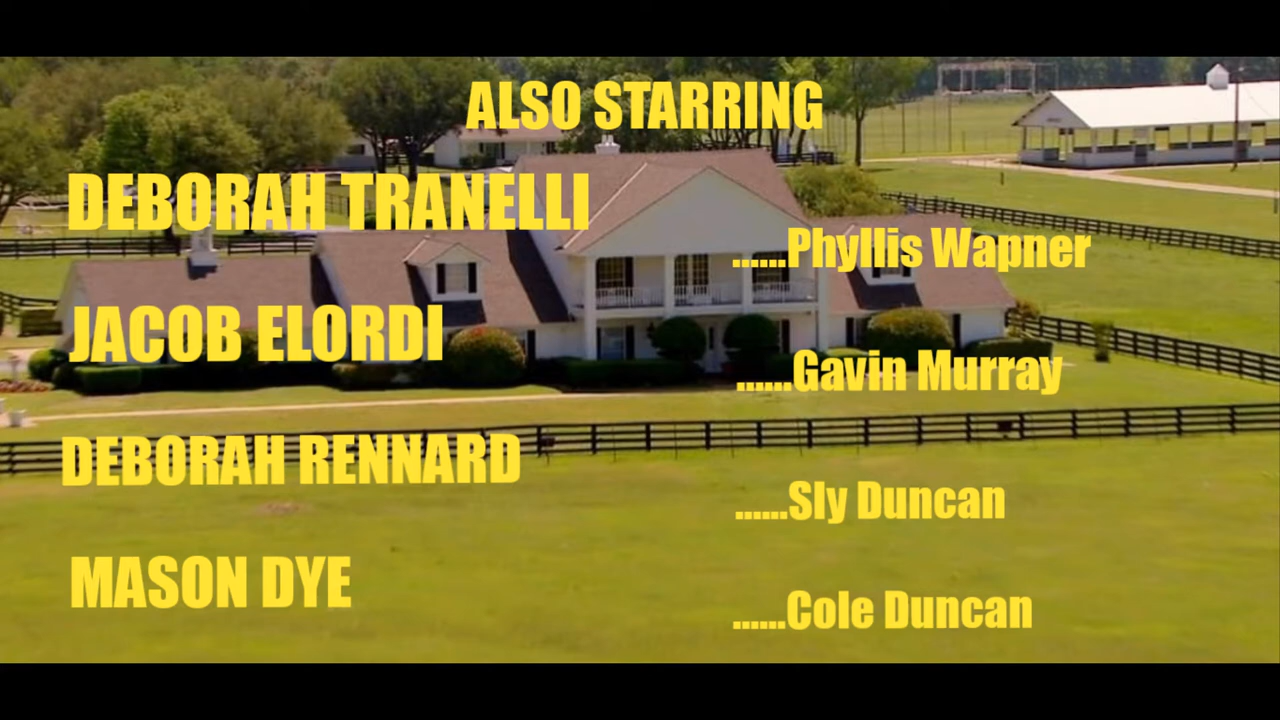 ALSO STARRING
DEBORAH TRANELLI
......Phyllis Wapner
JACOB ELORDI
......Gavin Murray
DEBORAH RENNARD
......Sly Duncan
MASON DYE
......Cole Duncan